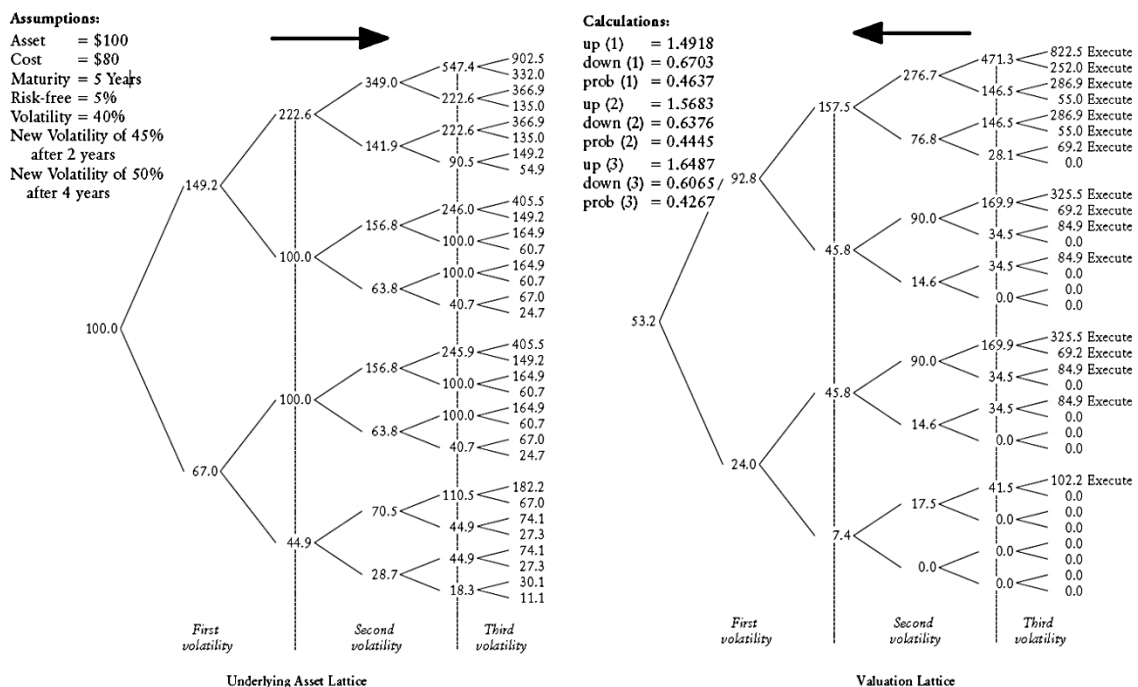 Assumptions:
Asset = $100
Cost = $80
Maturity = 5 Years
Risk-free = 5%
Volatility = 40%
New Volatility of 45%
after 2 years
New Volatility of 50%
after 4 years
100.0
149.2
67.0
222.6
100.0
100.0
44.9
349.0
141.9
156.8
63.8
156.8
63.8
70.5
28.7
547.4
222.6
222.6
90.5
246.0
100.0
100.0
40.7
245.9
100.0
100.0
40.7
110.5
44.9
44.9
18.3
902.5
332.0
366.9
135.0
366.9
135.0
149.2
54.9
405.5
149.2
164.9
60.7
164.9
60.7
67.0
24.7
405.5
149.2
164.9
60.7
164.9
60.7
67.0
24.7
182.2
67.0
74.1
27.3
74.1
27.3
30.1
11.1
First
volatility
Second
volatility
Third
volatility
Underlying Asset Lattice
Calculations:
up (1) = 1.4918
down (1) = 0.6703
prob (1) = 0.4637
up (2) = 1.5683
down (2) = 0.6376
prob (2) = 0.4445
up (3) = 1.6487
down (3) = 0.6065
prob (3) = 0.4267
53.2
92.8
24.0
157.5
45.8
45.8
7.4
276.7
76.8
90.0
14.6
90.0
14.6
17.5
0.0
471.3
146.5
146.5
28.1
169.9
34.5
34.5
0.0
169.9
34.5
34.5
0.0
41.5
0.0
0.0
0.0
822.5 Execute
252.0 Execute
286.9 Execute
55.0 Execute
286.9 Execute
55.0 Execute
69.2 Execute
0.0
325.5 Execute
69.2 Execute
84.9 Execute
0.0
84.9 Execute
0.0
0.0
0.0
325.5 Execute
69.2 Execute
84.9 Execute
0.0
84.9 Execute
0.0
0.0
0.0
102.2 Execute
0.0
0.0
0.0
0.0
0.0
0.0
0.0
First
volatility
Second
volatility
Third
volatility
Valuation Lattice